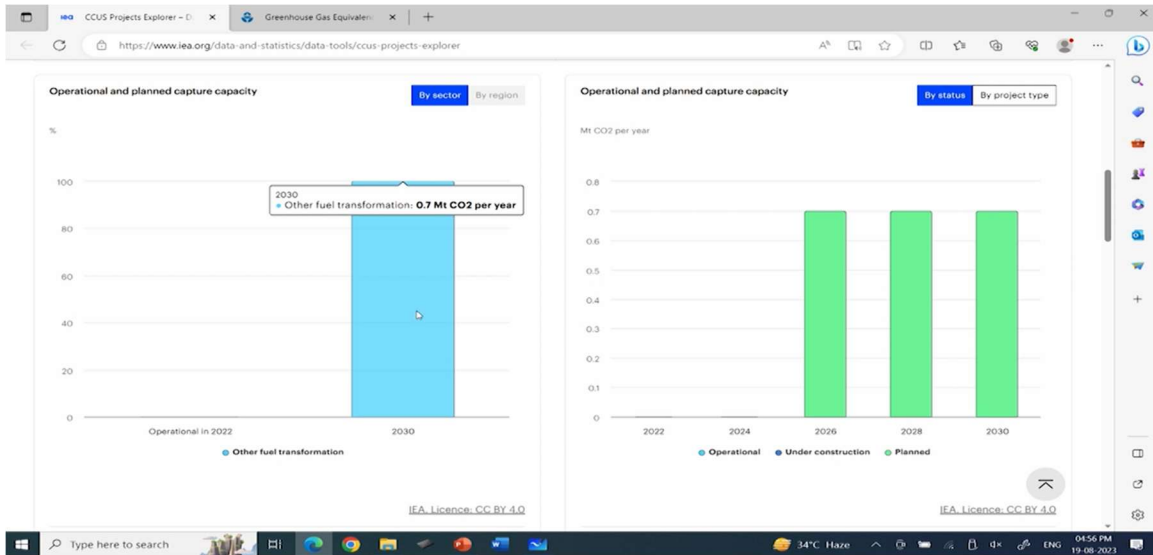 iea CCUS Projects Explorer – D
Greenhouse Gas Equivalen
https://www.iea.org/data-and-statistics/data-tools/ccus-projects-explorer
Operational and planned capture capacity
By sector By region
%
100
80
60
40
20
0
2030
Other fuel transformation: 0.7 Mt CO2 per year
Operational in 2022 2030
Other fuel transformation
IEA. Licence: CC BY 4.0
Operational and planned capture capacity
By status By project type
Mt CO2 per year
0.8
0.7
0.6
0.5
0.4
0.3
0.2
0.1
0
2022 2024 2026 2028 2030
Operational Under construction Planned
IEA. Licence: CC BY 4.0
Type here to search
34°C Haze
ENG
04:56 PM
19-08-2023